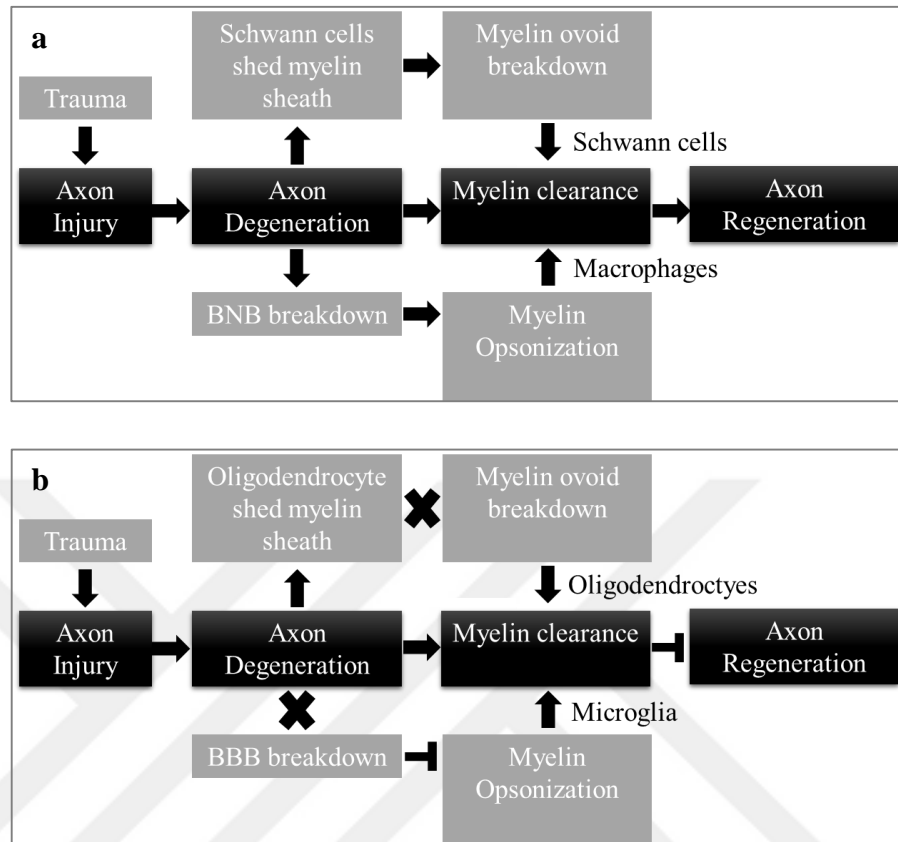 a
Schwann cells
shed myelin
sheath
Myelin ovoid
breakdown
Trauma
Schwann cells
Axon
Injury
Axon
Degeneration
Myelin clearance
Axon
Regeneration
Macrophages
BNB breakdown
Myelin
Opsonization
b
Oligodendrocyte
shed myelin
sheath
Myelin ovoid
breakdown
Trauma
Oligodendroctyes
Axon
Injury
Axon
Degeneration
Myelin clearance
Axon
Regeneration
Microglia
BBB breakdown
Myelin
Opsonization